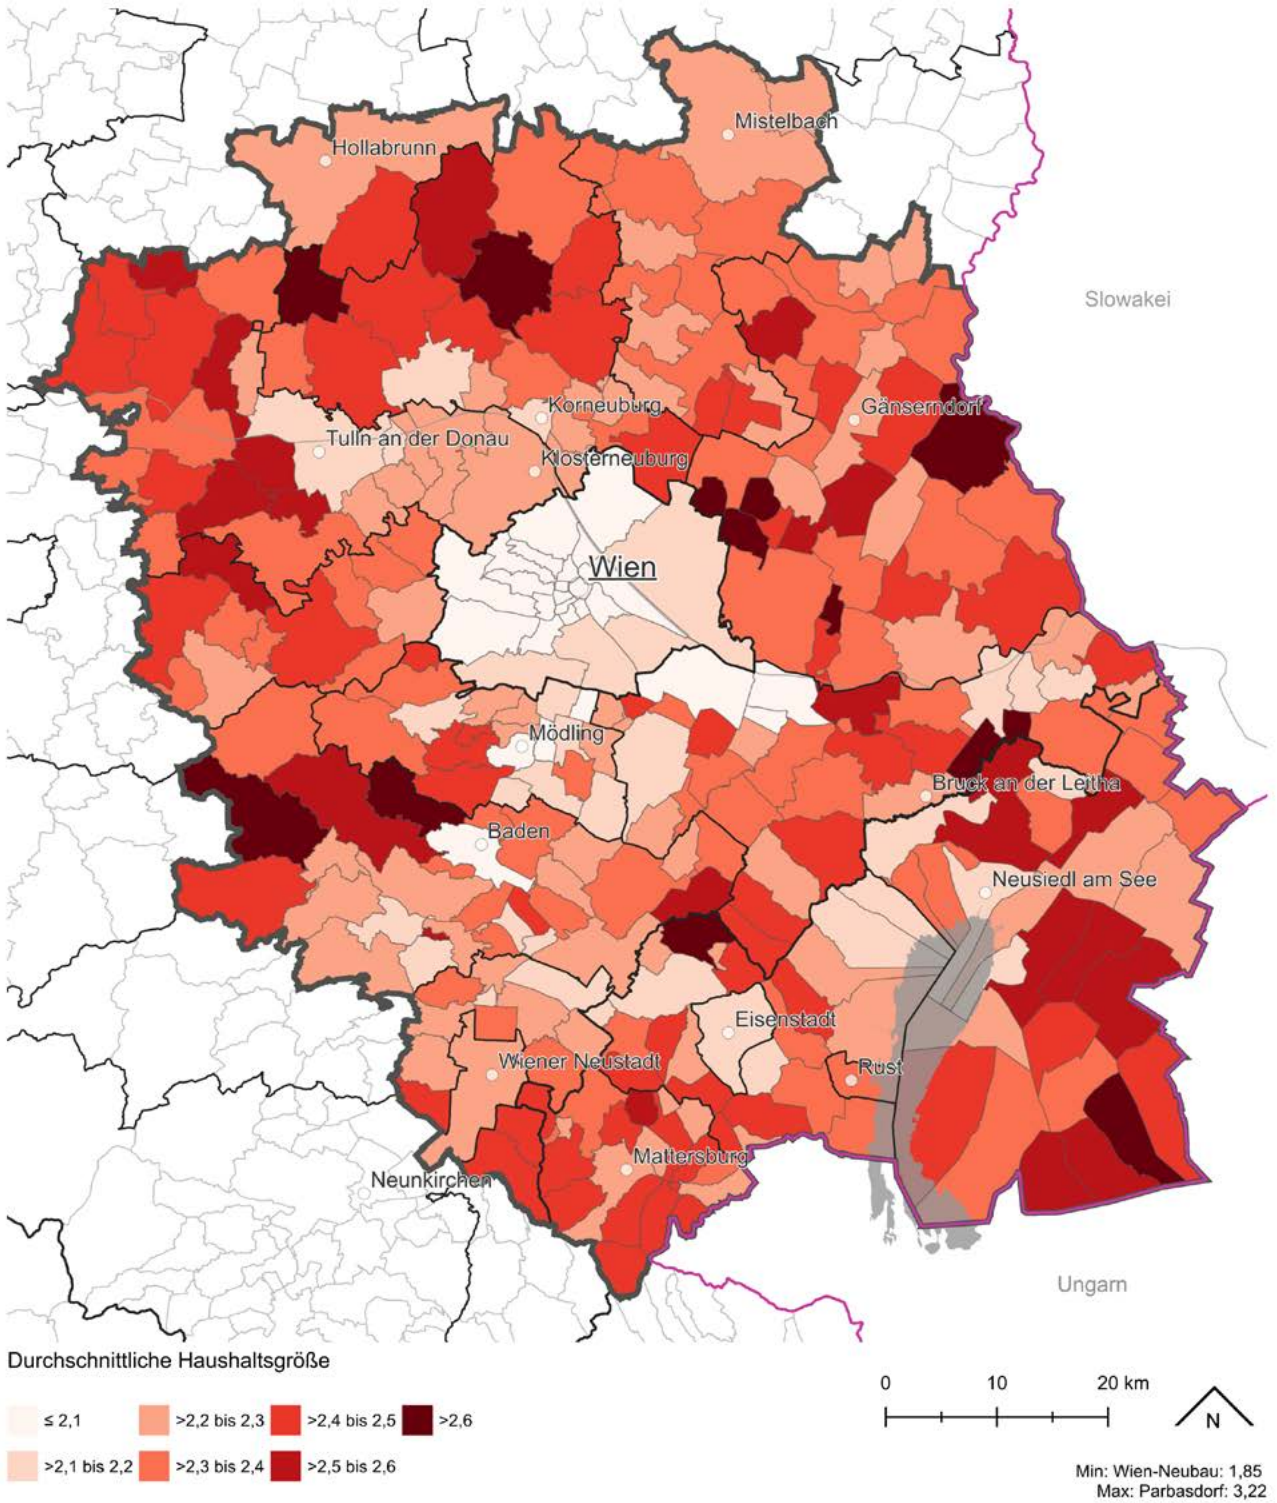 Mistelbach
Hollabrunn
Slowakei
Korneuburg
Gänserndorf
Tulln an der Donau
Klosterneuburg
Wien
Mödling
Bruck an der Leitha
Baden
Neusiedl am See
Eisenstadt
Wiener Neustadt
Rust
Mattersburg
Neunkirchen
Ungarn
Durchschnittliche Haushaltsgröße
0 10 20 km
≤ 2,1 >2,2 bis 2,3 >2,4 bis 2,5 >2,6
N
>2,1 bis 2,2 >2,3 bis 2,4 >2,5 bis 2,6
Min: Wien-Neubau: 1,85
Max: Parbasdorf: 3,22